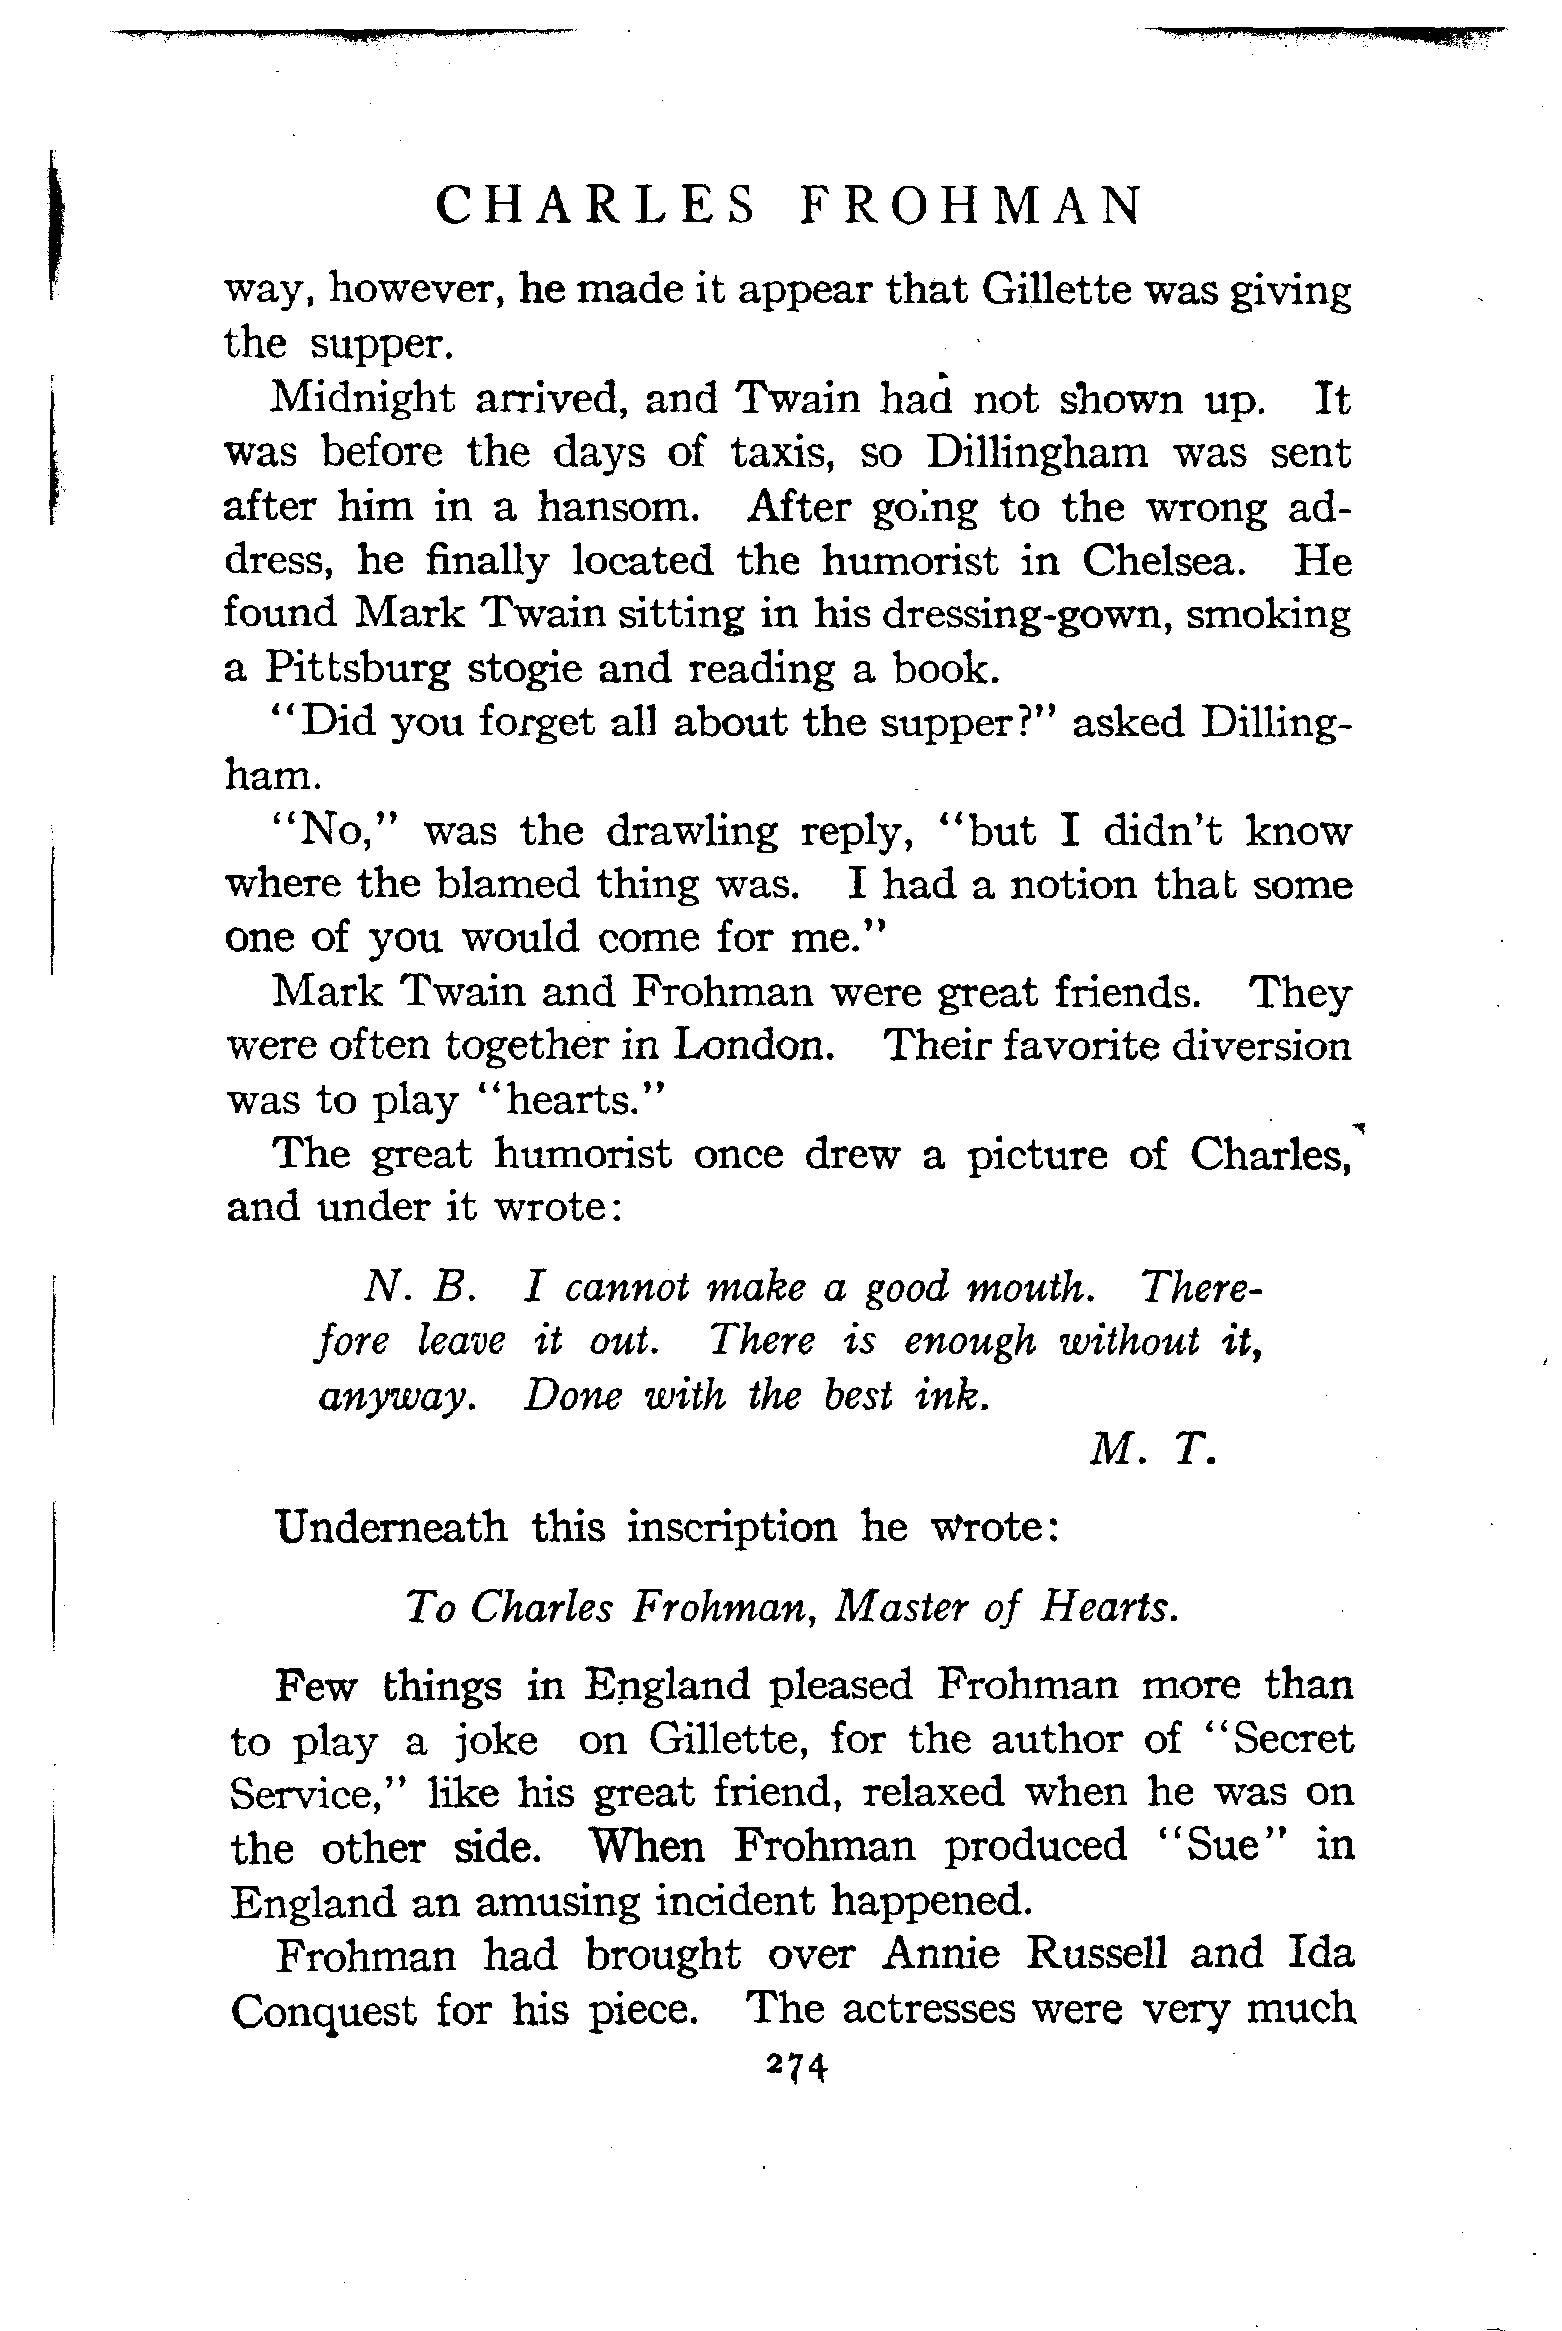 CHARLES FROHMAN
way, however, he made it appear that Gillette was giving
the supper.
Midnight arrived, and Twain had not shown up. It
was before the days of taxis, so Dillingham was sent
after him in a hansom. After going to the wrong ad-
dress, he finally located the humorist in Chelsea. He
found Mark Twain sitting in his dressing-gown, smoking
a Pittsburg stogie and reading a book.
“Did you forget all about the supper?” asked Dilling-
ham.
“No,” was the drawling reply, “but I didn't know
where the blamed thing was. I had a notion that some
one of you would come for me.”
Mark Twain and Frohman were great friends. They
were often together in London. Their favorite diversion
was to play “hearts.”
The great humorist once drew a picture of Charles,
and under it wrote:
N. B. I cannot make a good mouth. There-
fore leave it out. There is enough without it,
anyway. Done with the best ink.
M. T.
Underneath this inscription he wrote:
To Charles Frohman, Master of Hearts.
Few things in England pleased Frohman more than
to play a joke on Gillette, for the author of “Secret
Service,” like his great friend, relaxed when he was on
the other side. When Frohman produced “Sue” in
England an amusing incident happened.
Frohman had brought over Annie Russell and Ida
Conquest for his piece. The actresses were very much
274